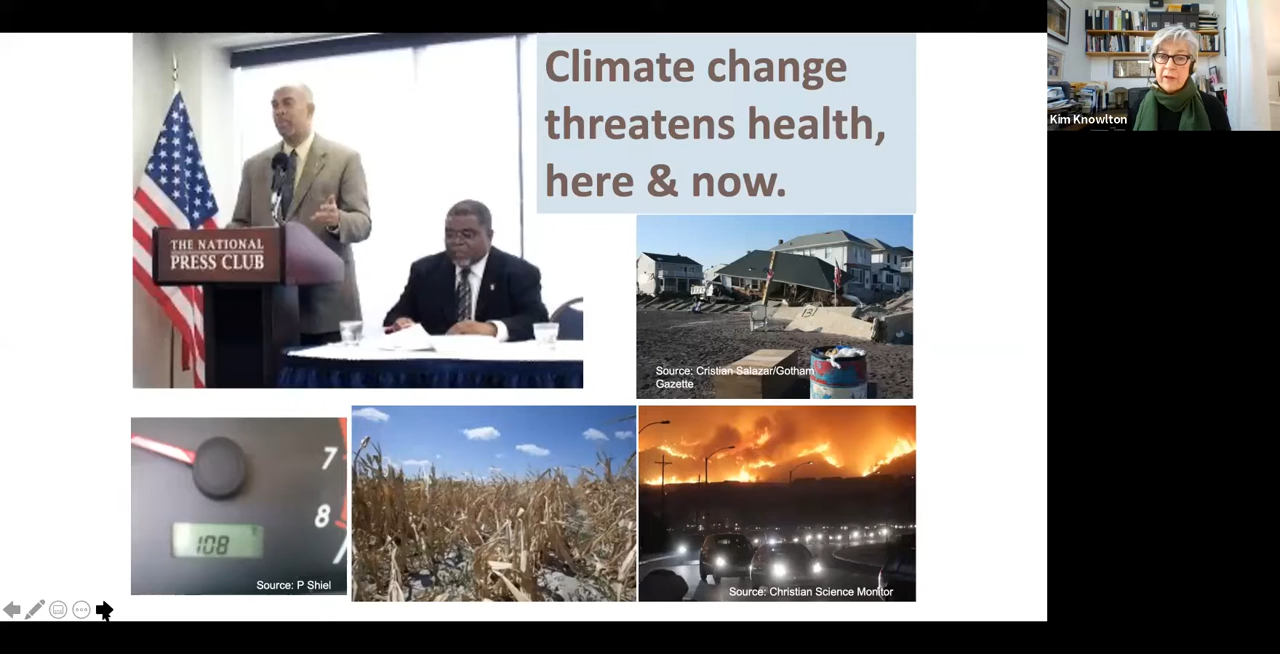 Climate change
threatens health,
here & now.
Kim Knowlton
THE NATIONAL
PRESS CLUB
131
Source: Cristian Salazar/Gotham
Gazette
7
8
108
Source: P Shiel
Source: Christian Science Monitor